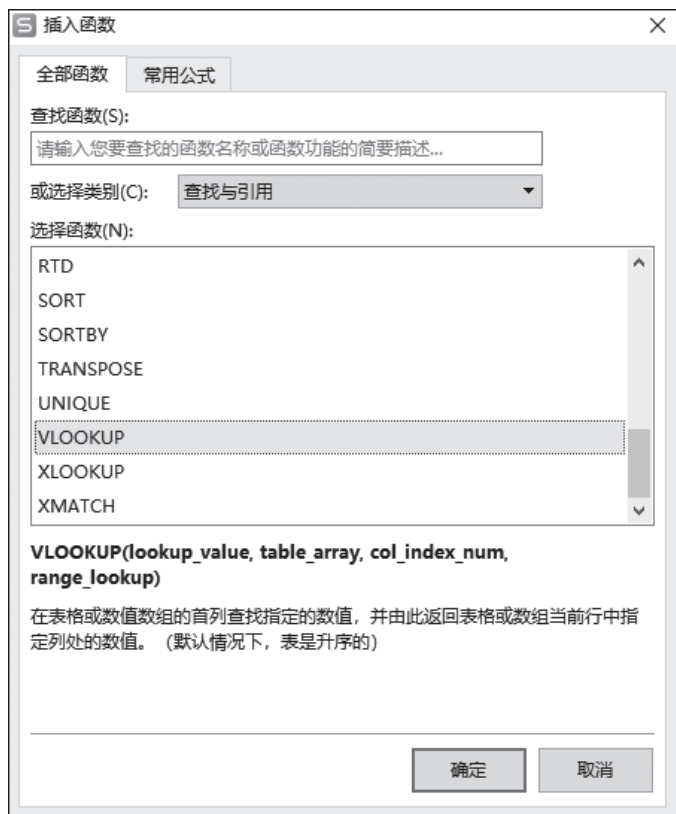 插入函数
全部函数
常用公式
查找函数(S):
请输入您要查找的函数名称或函数功能的简要描述...
或选择类别(C):
查找与引用
选择函数(N):
RTD
SORT
SORTBY
TRANSPOSE
UNIQUE
VLOOKUP
XLOOKUP
XMATCH
VLOOKUP(lookup_value, table_array, col_index_num,
range_lookup)
在表格或数值数组的首列查找指定的数值，并由此返回表格或数组当前行中指
定列处的数值。（默认情况下，表是升序的）
确定
取消